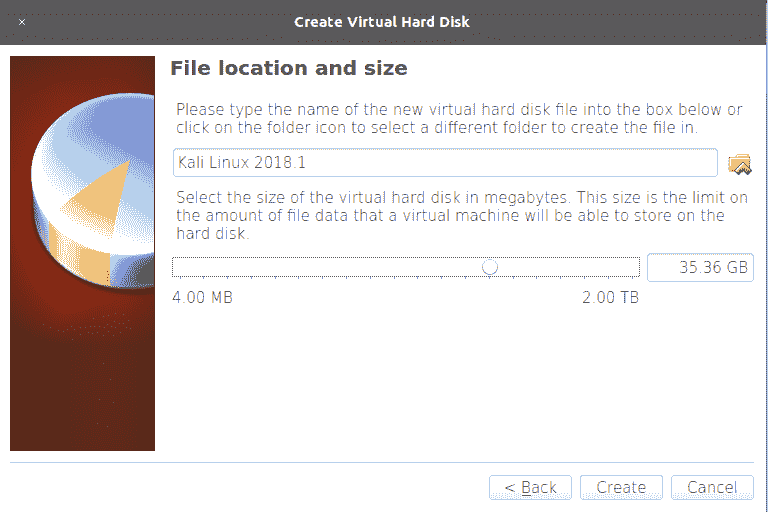 Create Virtual Hard Disk
File location and size
Please type the name of the new virtual hard disk file into the box below or
click on the folder icon to select a different folder to create the file in.
Kali Linux 2018.1
Select the size of the virtual hard disk in megabytes. This size is the limit on
the amount of file data that a virtual machine will be able to store on the
hard disk.
35.36 GB
4.00 MB 2.00 TB
< Back Create Cancel